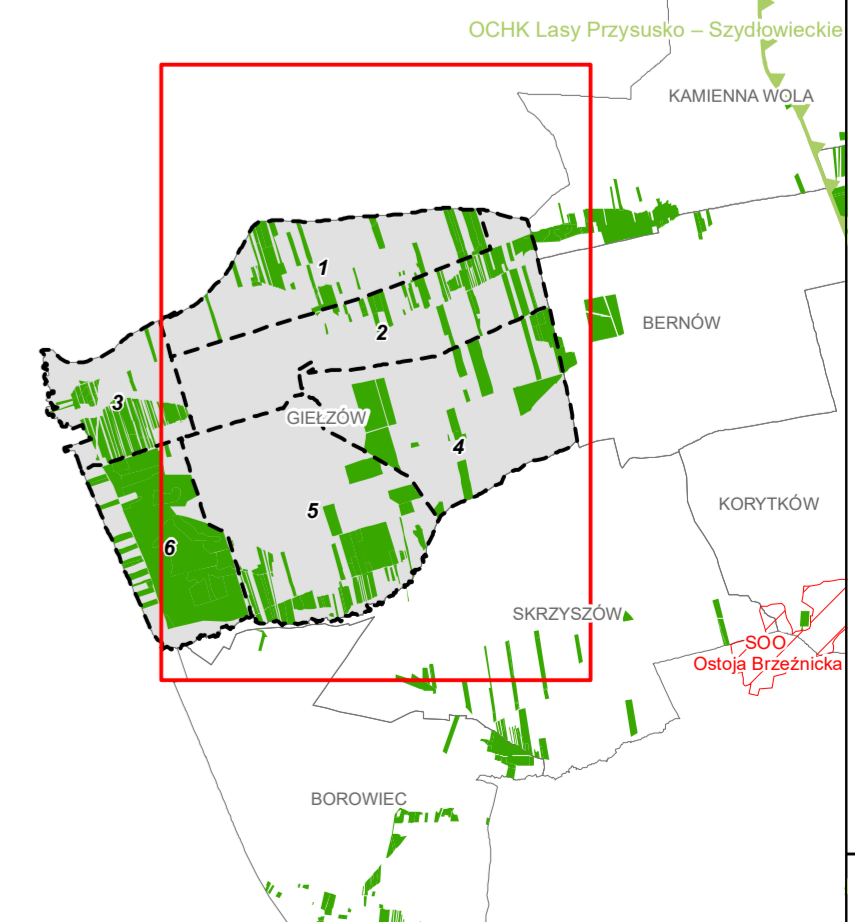 OCHK Lasy Przysusko – Szydłowieckie
KAMIENNA WOLA
1
BERNÓW
2
3
GIEŁZÓW
4
KORYTKÓW
5
6
SKRZYSZÓW
SOO
Ostoja Brzeźnicka
BOROWIEC